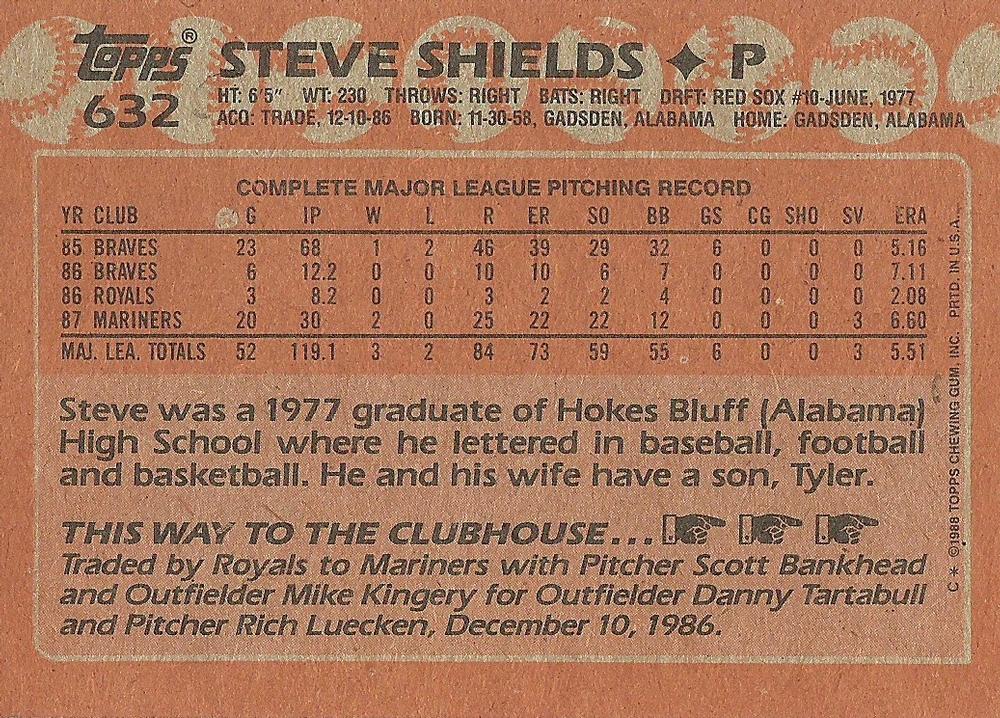 Topps®
632
STEVE SHIELDS ✦ P
HT: 6'5" WT: 230 THROWS: RIGHT BATS: RIGHT DRFT: RED SOX #10-JUNE, 1977
ACQ: TRADE, 12-10-86 BORN: 11-30-58, GADSDEN, ALABAMA HOME: GADSDEN, ALABAMA
COMPLETE MAJOR LEAGUE PITCHING RECORD
YR CLUB G IP W L R ER SO BB GS CG SHO SV ERA
85 BRAVES 23 68 1 2 46 39 29 32 6 0 0 0 5.16
86 BRAVES 6 12.2 0 0 10 10 6 7 0 0 0 0 7.11
86 ROYALS 3 8.2 0 0 3 2 2 4 0 0 0 0 2.08
87 MARINERS 20 30 2 0 25 22 22 12 0 0 0 3 6.60
MAJ. LEA. TOTALS 52 119.1 3 2 84 73 59 55 6 0 0 3 5.51
Steve was a 1977 graduate of Hokes Bluff (Alabama)
High School where he lettered in baseball, football
and basketball. He and his wife have a son, Tyler.
THIS WAY TO THE CLUBHOUSE...
Traded by Royals to Mariners with Pitcher Scott Bankhead
and Outfielder Mike Kingery for Outfielder Danny Tartabull
and Pitcher Rich Luecken, December 10, 1986.
C* ©1988 TOPPS CHEWING GUM, INC. PRTD. IN U.S.A.